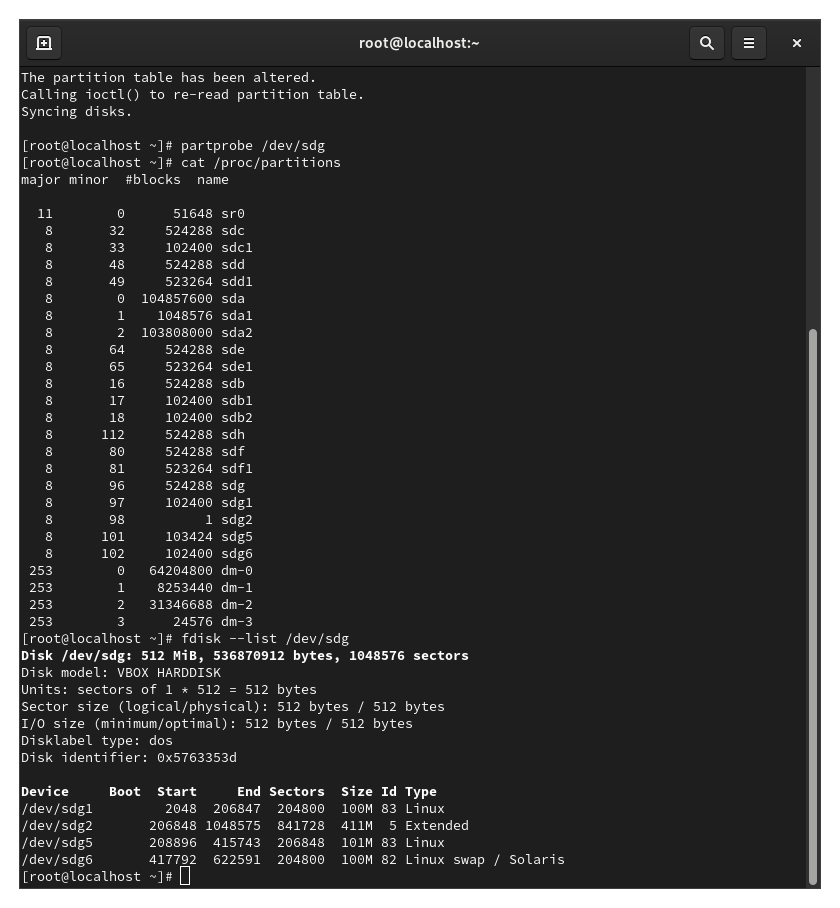 root@localhost:~
The partition table has been altered.
Calling ioctl() to re-read partition table.
Syncing disks.

[root@localhost ~]# partprobe /dev/sdg
[root@localhost ~]# cat /proc/partitions
major minor  #blocks  name

  11        0      51648 sr0
   8       32     524288 sdc
   8       33     102400 sdc1
   8       48     524288 sdd
   8       49     523264 sdd1
   8        0  104857600 sda
   8        1    1048576 sda1
   8        2  103808000 sda2
   8       64     524288 sde
   8       65     523264 sde1
   8       16     524288 sdb
   8       17     102400 sdb1
   8       18     102400 sdb2
   8      112     524288 sdh
   8       80     524288 sdf
   8       81     523264 sdf1
   8       96     524288 sdg
   8       97     102400 sdg1
   8       98          1 sdg2
   8      101     103424 sdg5
   8      102     102400 sdg6
 253        0   64204800 dm-0
 253        1    8253440 dm-1
 253        2   31346688 dm-2
 253        3      24576 dm-3
[root@localhost ~]# fdisk --list /dev/sdg
Disk /dev/sdg: 512 MiB, 536870912 bytes, 1048576 sectors
Disk model: VBOX HARDDISK
Units: sectors of 1 * 512 = 512 bytes
Sector size (logical/physical): 512 bytes / 512 bytes
I/O size (minimum/optimal): 512 bytes / 512 bytes
Disklabel type: dos
Disk identifier: 0x5763353d

Device     Boot  Start     End Sectors  Size Id Type
/dev/sdg1         2048  206847  204800  100M 83 Linux
/dev/sdg2       206848 1048575  841728  411M  5 Extended
/dev/sdg5       208896  415743  206848  101M 83 Linux
/dev/sdg6       417792  622591  204800  100M 82 Linux swap / Solaris
[root@localhost ~]#